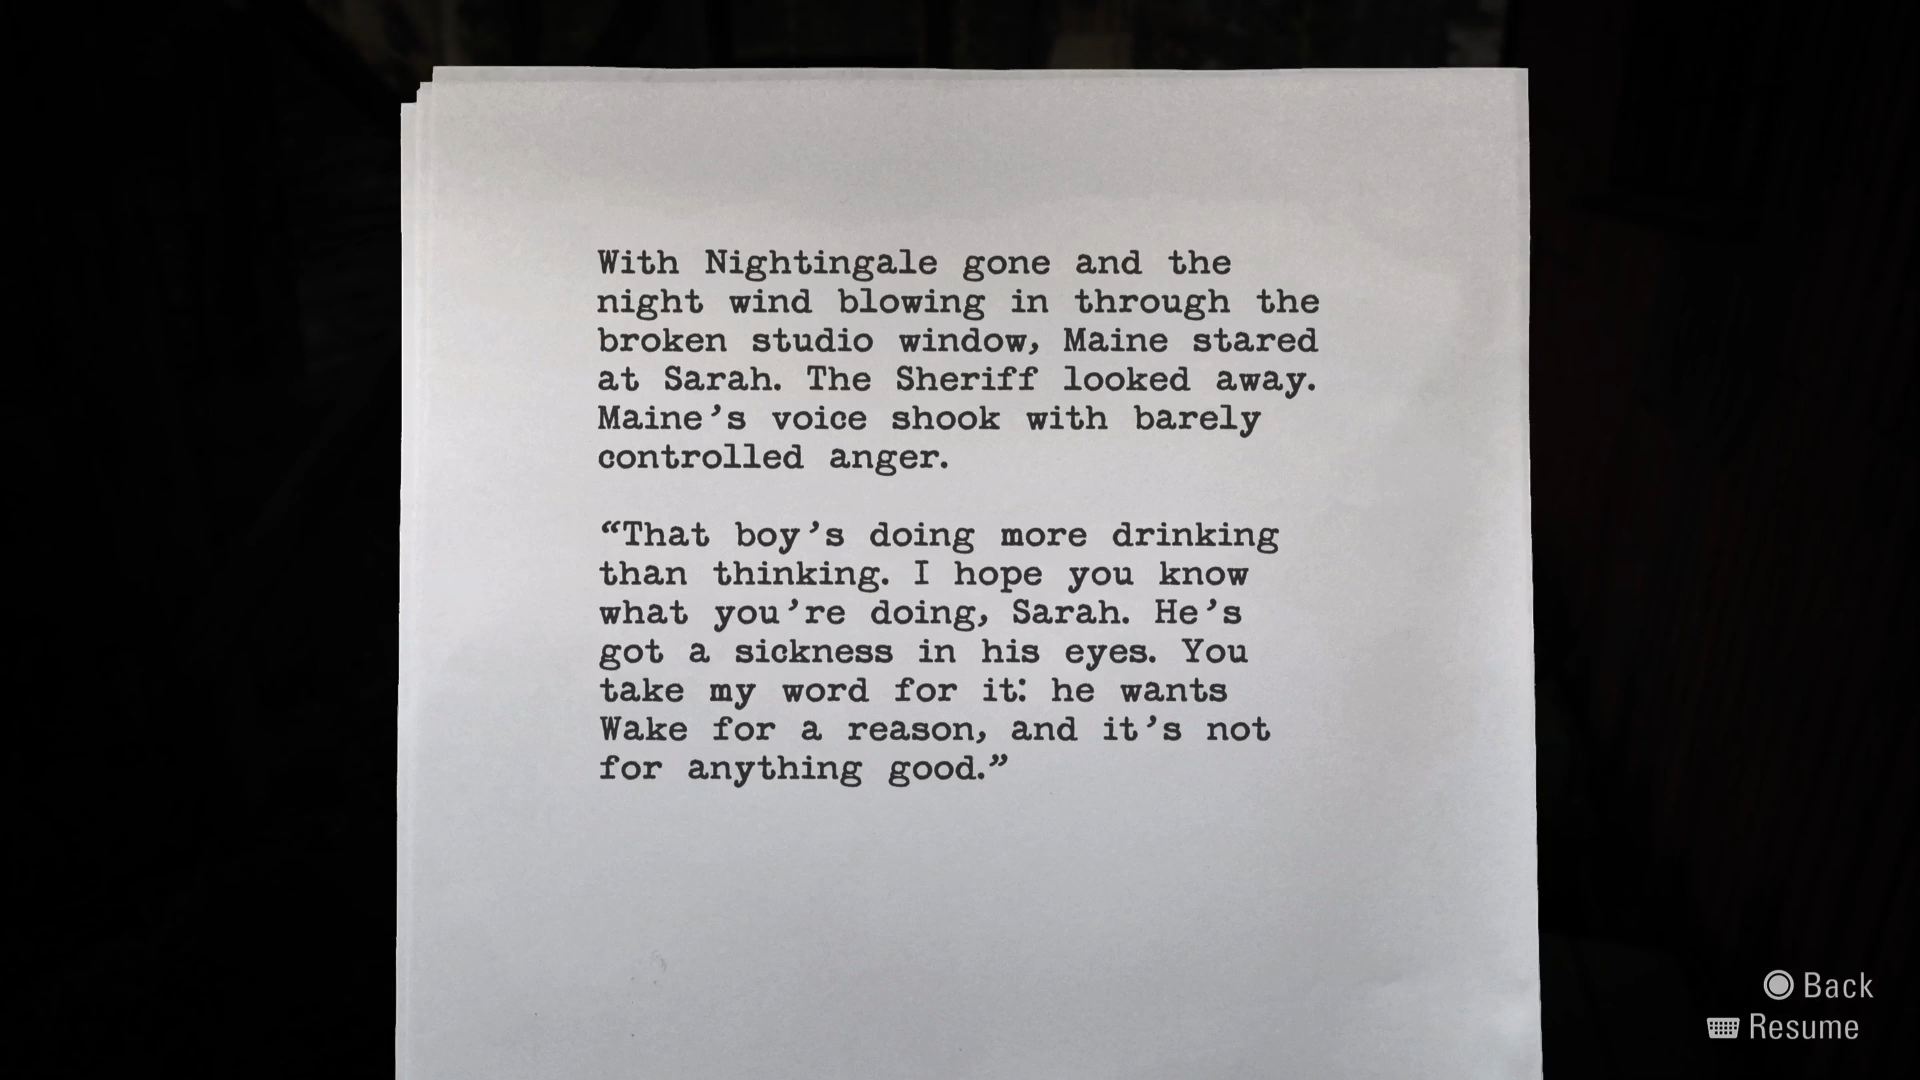 With Nightingale gone and the
night wind blowing in through the
broken studio window, Maine stared
at Sarah. The Sheriff looked away.
Maine’s voice shook with barely
controlled anger.
“That boy’s doing more drinking
than thinking. I hope you know
what you’re doing, Sarah. He’s
got a sickness in his eyes. You
take my word for it: he wants
Wake for a reason, and it’s not
for anything good.”
Back
Resume